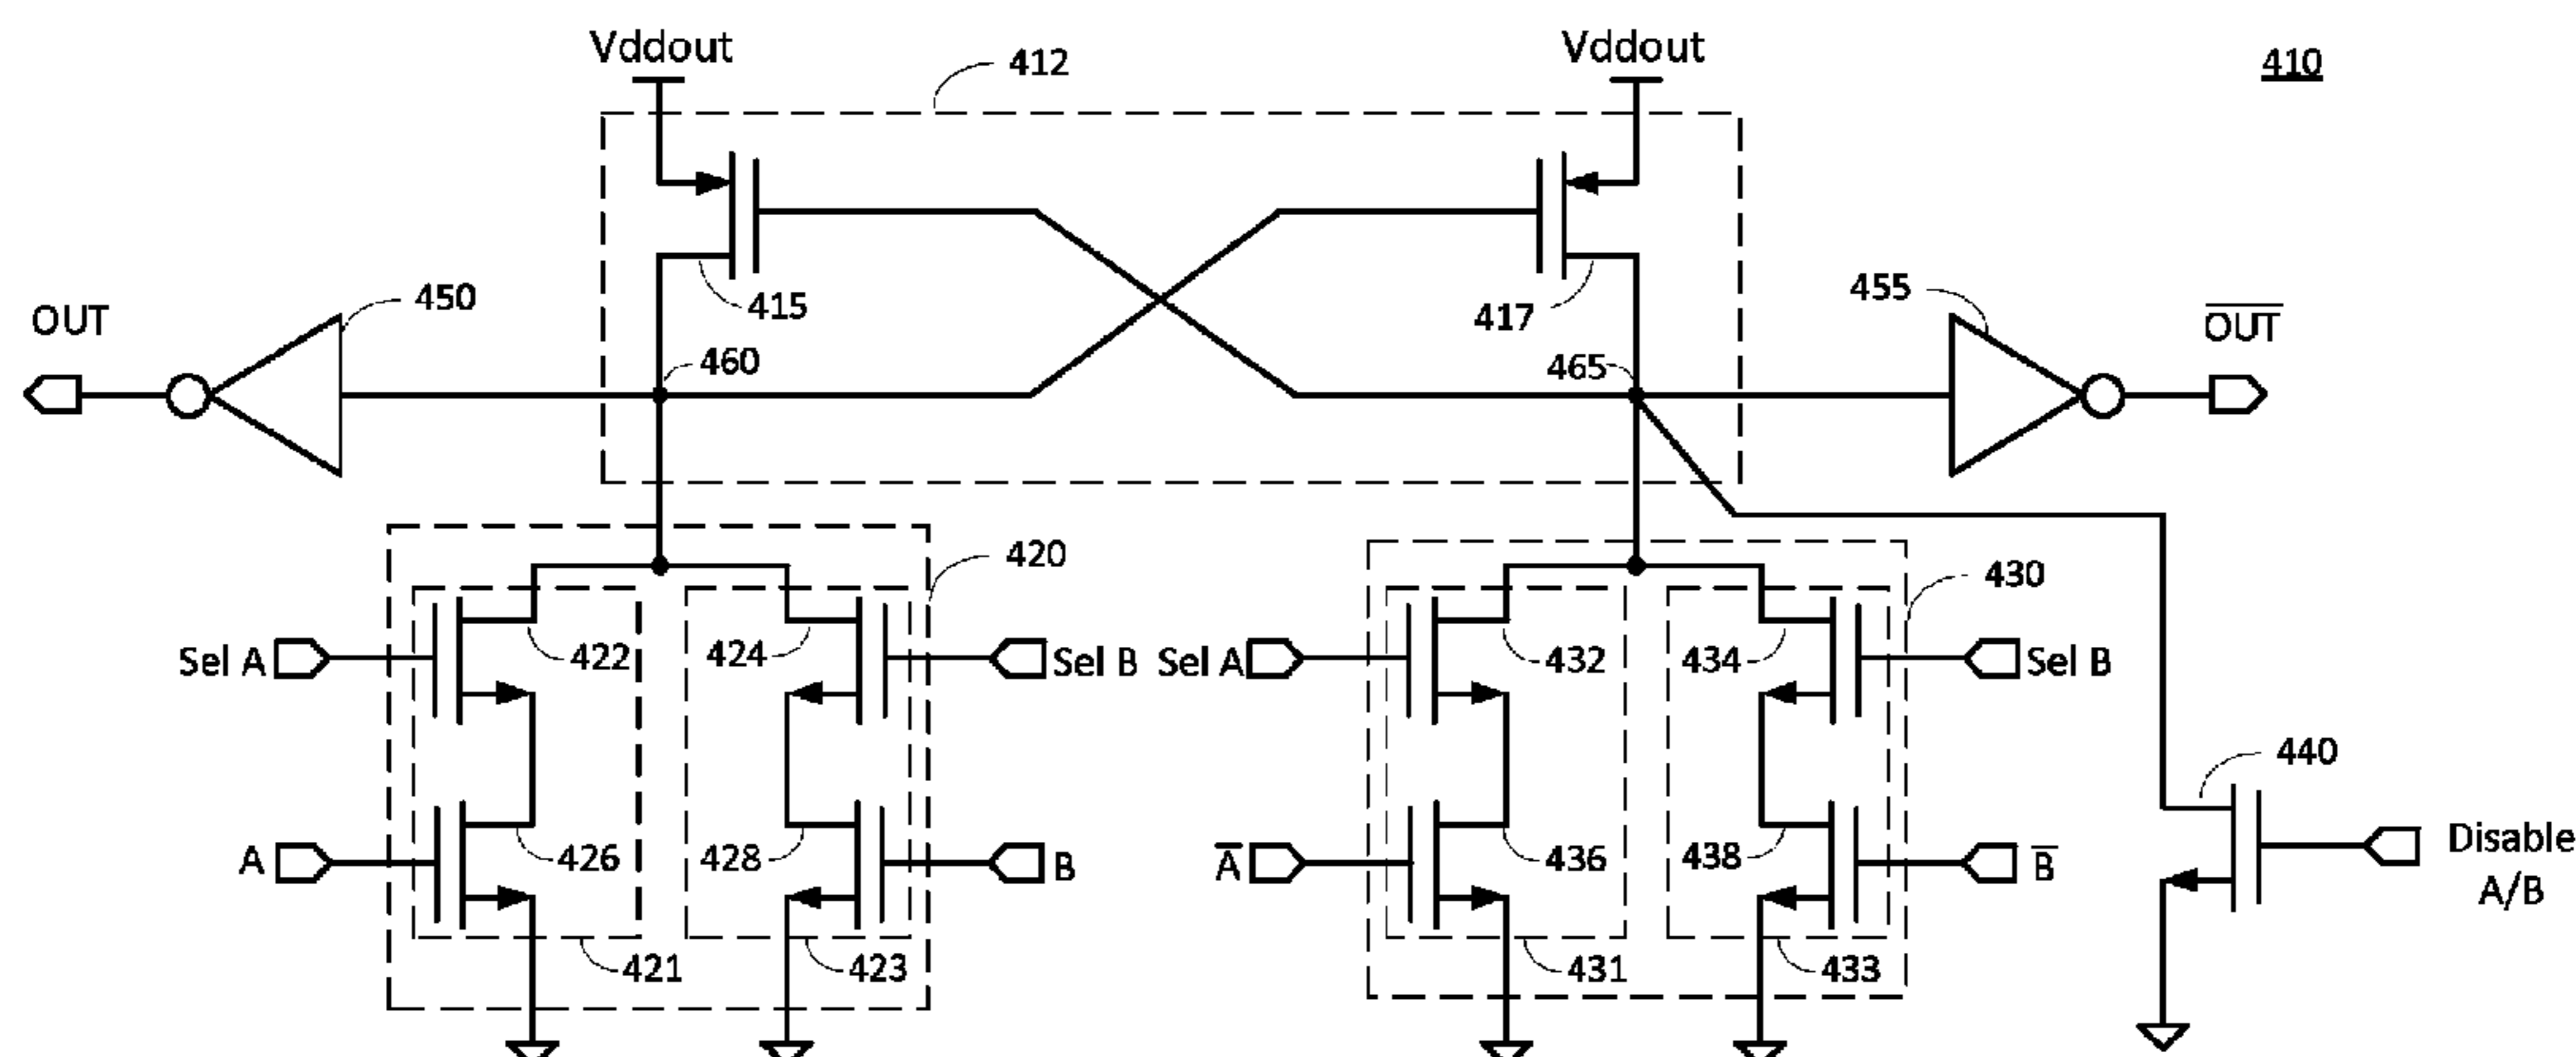 Vddout
Vddout
412
410
415
417
450
455
OUT
O̅U̅T̅
460
465
420
430
Sel A
422
424
Sel B
Sel A
432
434
Sel B
440
A
426
428
B
A̅
436
438
B̅
Disable
A/B
421
423
431
433